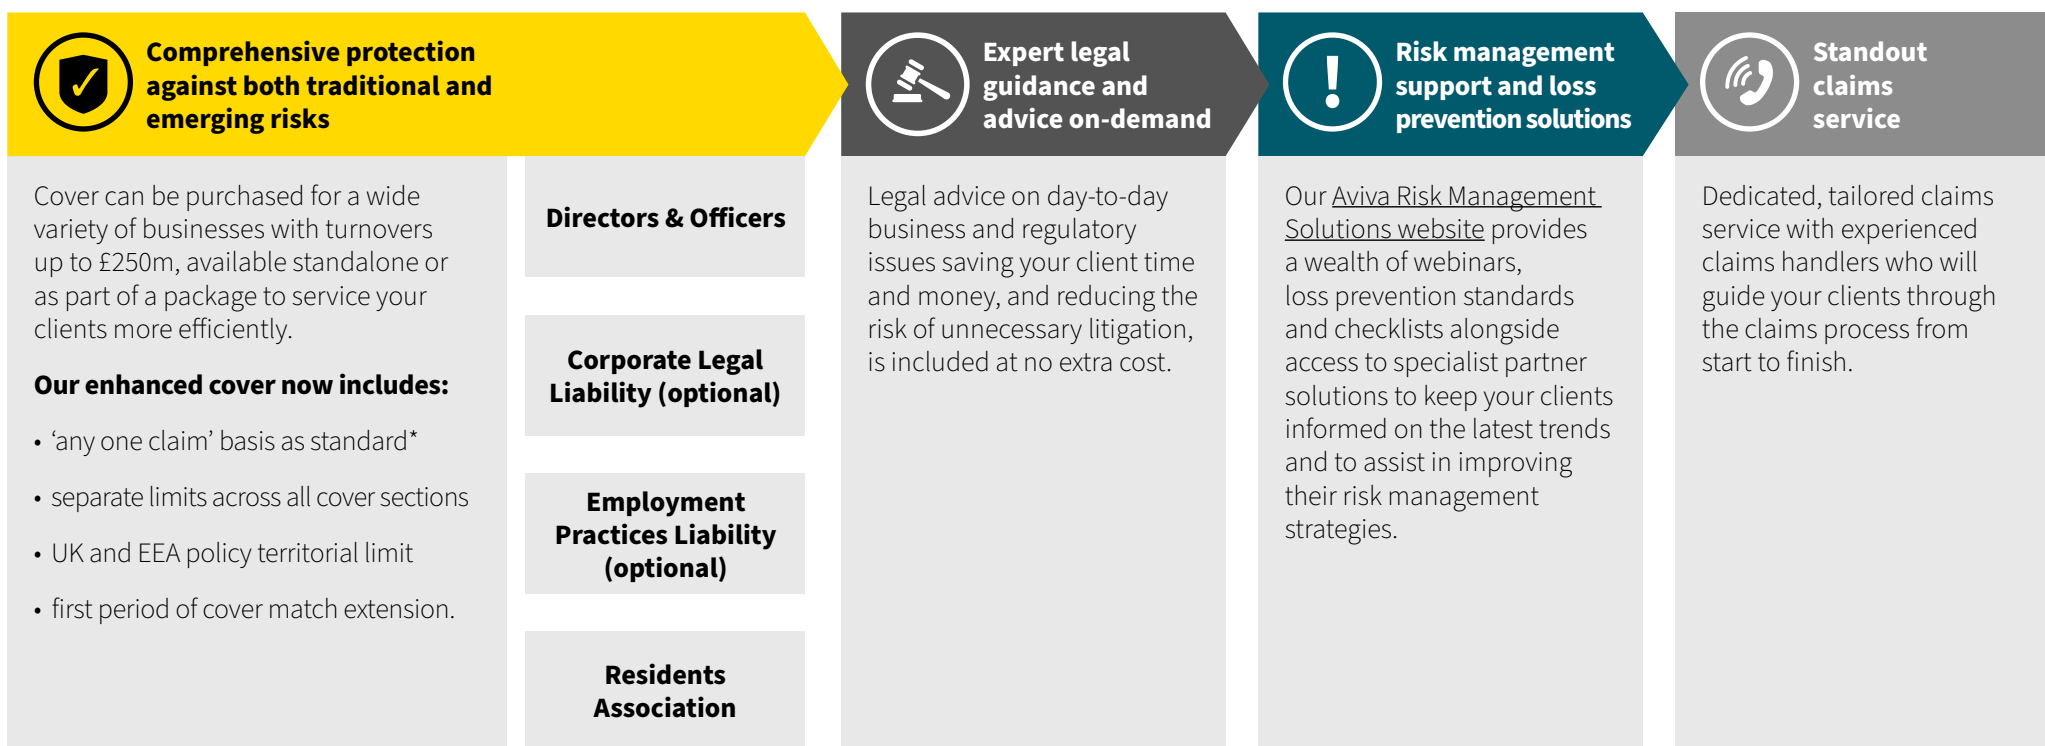 Comprehensive protection
against both traditional and
emerging risks
Cover can be purchased for a wide
variety of businesses with turnovers
up to £250m, available standalone or
as part of a package to service your
clients more efficiently.
Our enhanced cover now includes:
• ‘any one claim’ basis as standard*
• separate limits across all cover sections
• UK and EEA policy territorial limit
• first period of cover match extension.
Directors & Officers
Corporate Legal
Liability (optional)
Employment
Practices Liability
(optional)
Residents
Association
Expert legal
guidance and
advice on-demand
Legal advice on day-to-day
business and regulatory
issues saving your client time
and money, and reducing the
risk of unnecessary litigation,
is included at no extra cost.
Risk management
support and loss
prevention solutions
Our Aviva Risk Management
Solutions website provides
a wealth of webinars,
loss prevention standards
and checklists alongside
access to specialist partner
solutions to keep your clients
informed on the latest trends
and to assist in improving
their risk management
strategies.
Standout
claims
service
Dedicated, tailored claims
service with experienced
claims handlers who will
guide your clients through
the claims process from
start to finish.